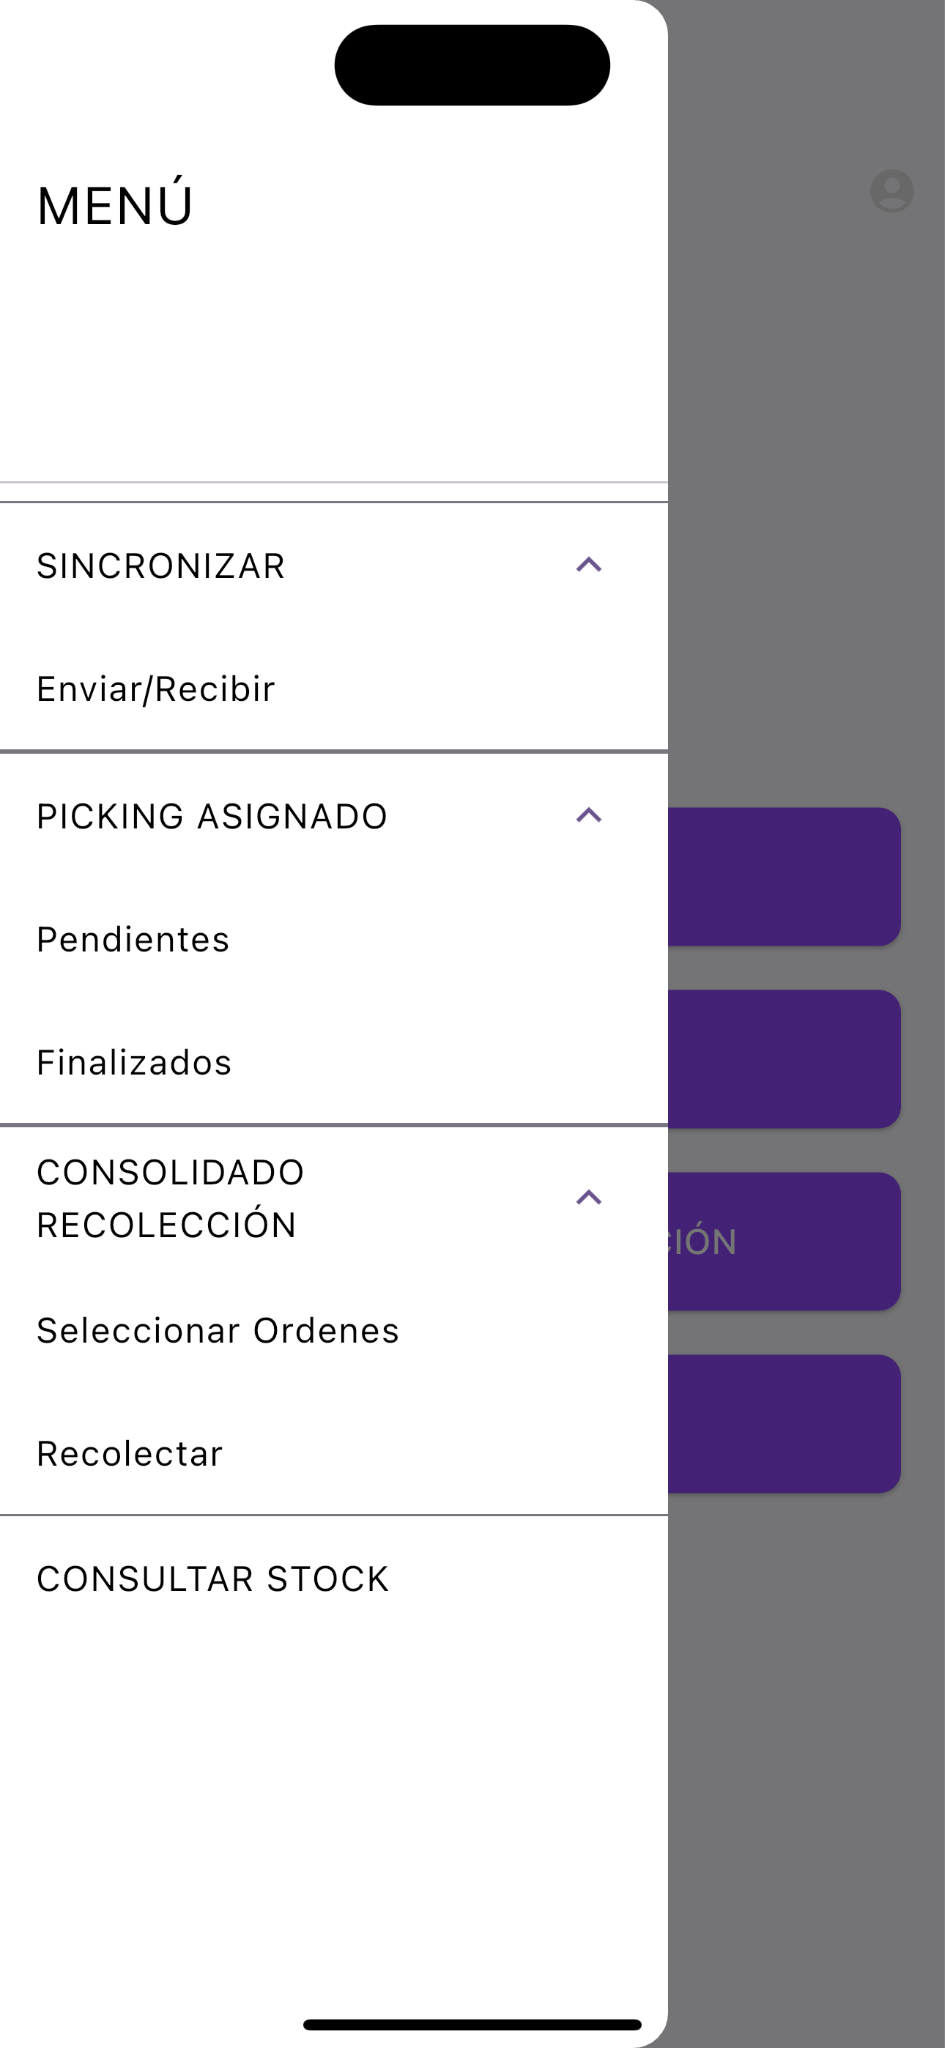 MENÚ
SINCRONIZAR
Enviar/Recibir
PICKING ASIGNADO
Pendientes
Finalizados
CONSOLIDADO
RECOLECCIÓN
Seleccionar Ordenes
Recolectar
CONSULTAR STOCK